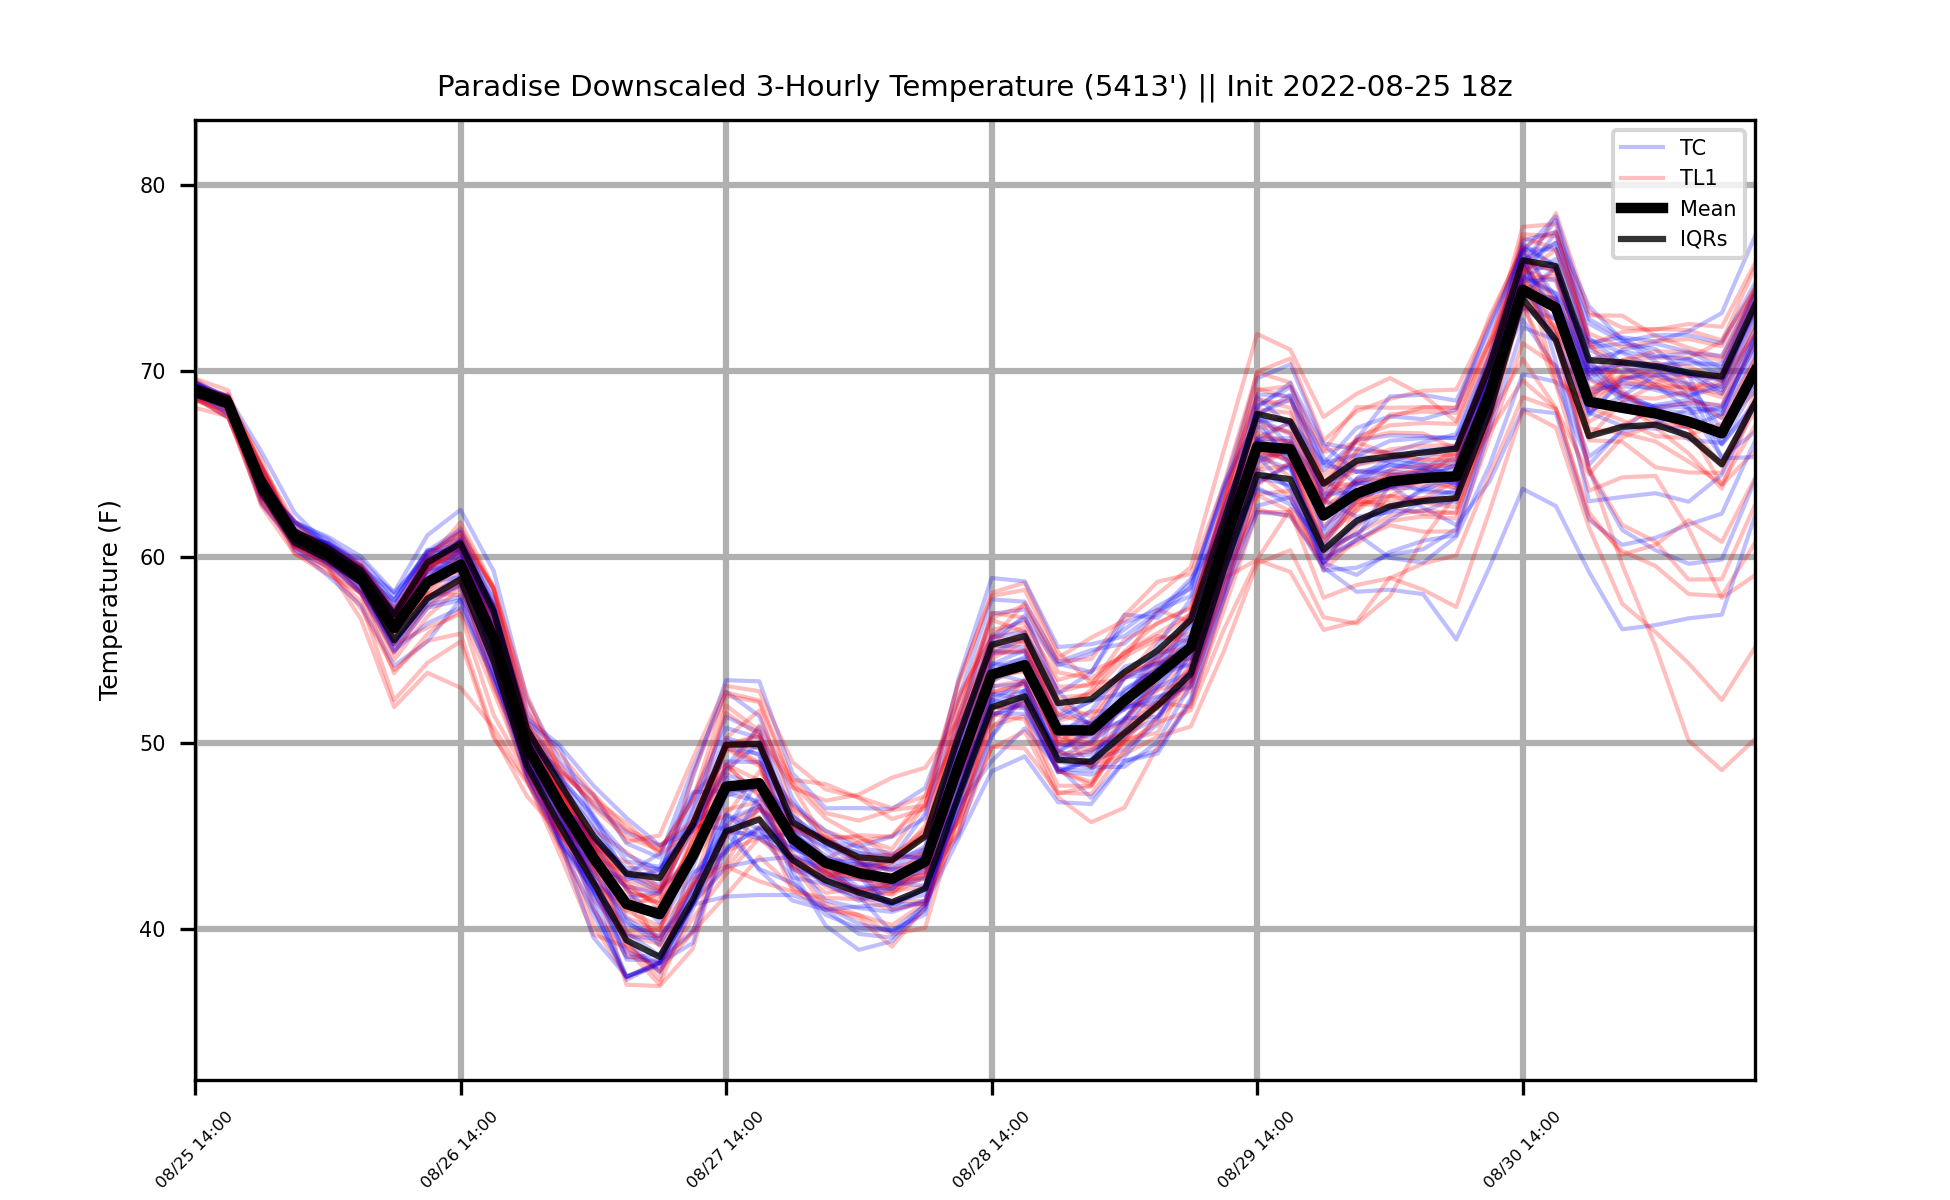 Paradise Downscaled 3-Hourly Temperature (5413') || Init 2022-08-25 18z
TC
TL1
Mean
IQRs
80
70
60
50
40
Temperature (F)
08/25 14:00
08/26 14:00
08/27 14:00
08/28 14:00
08/29 14:00
08/30 14:00